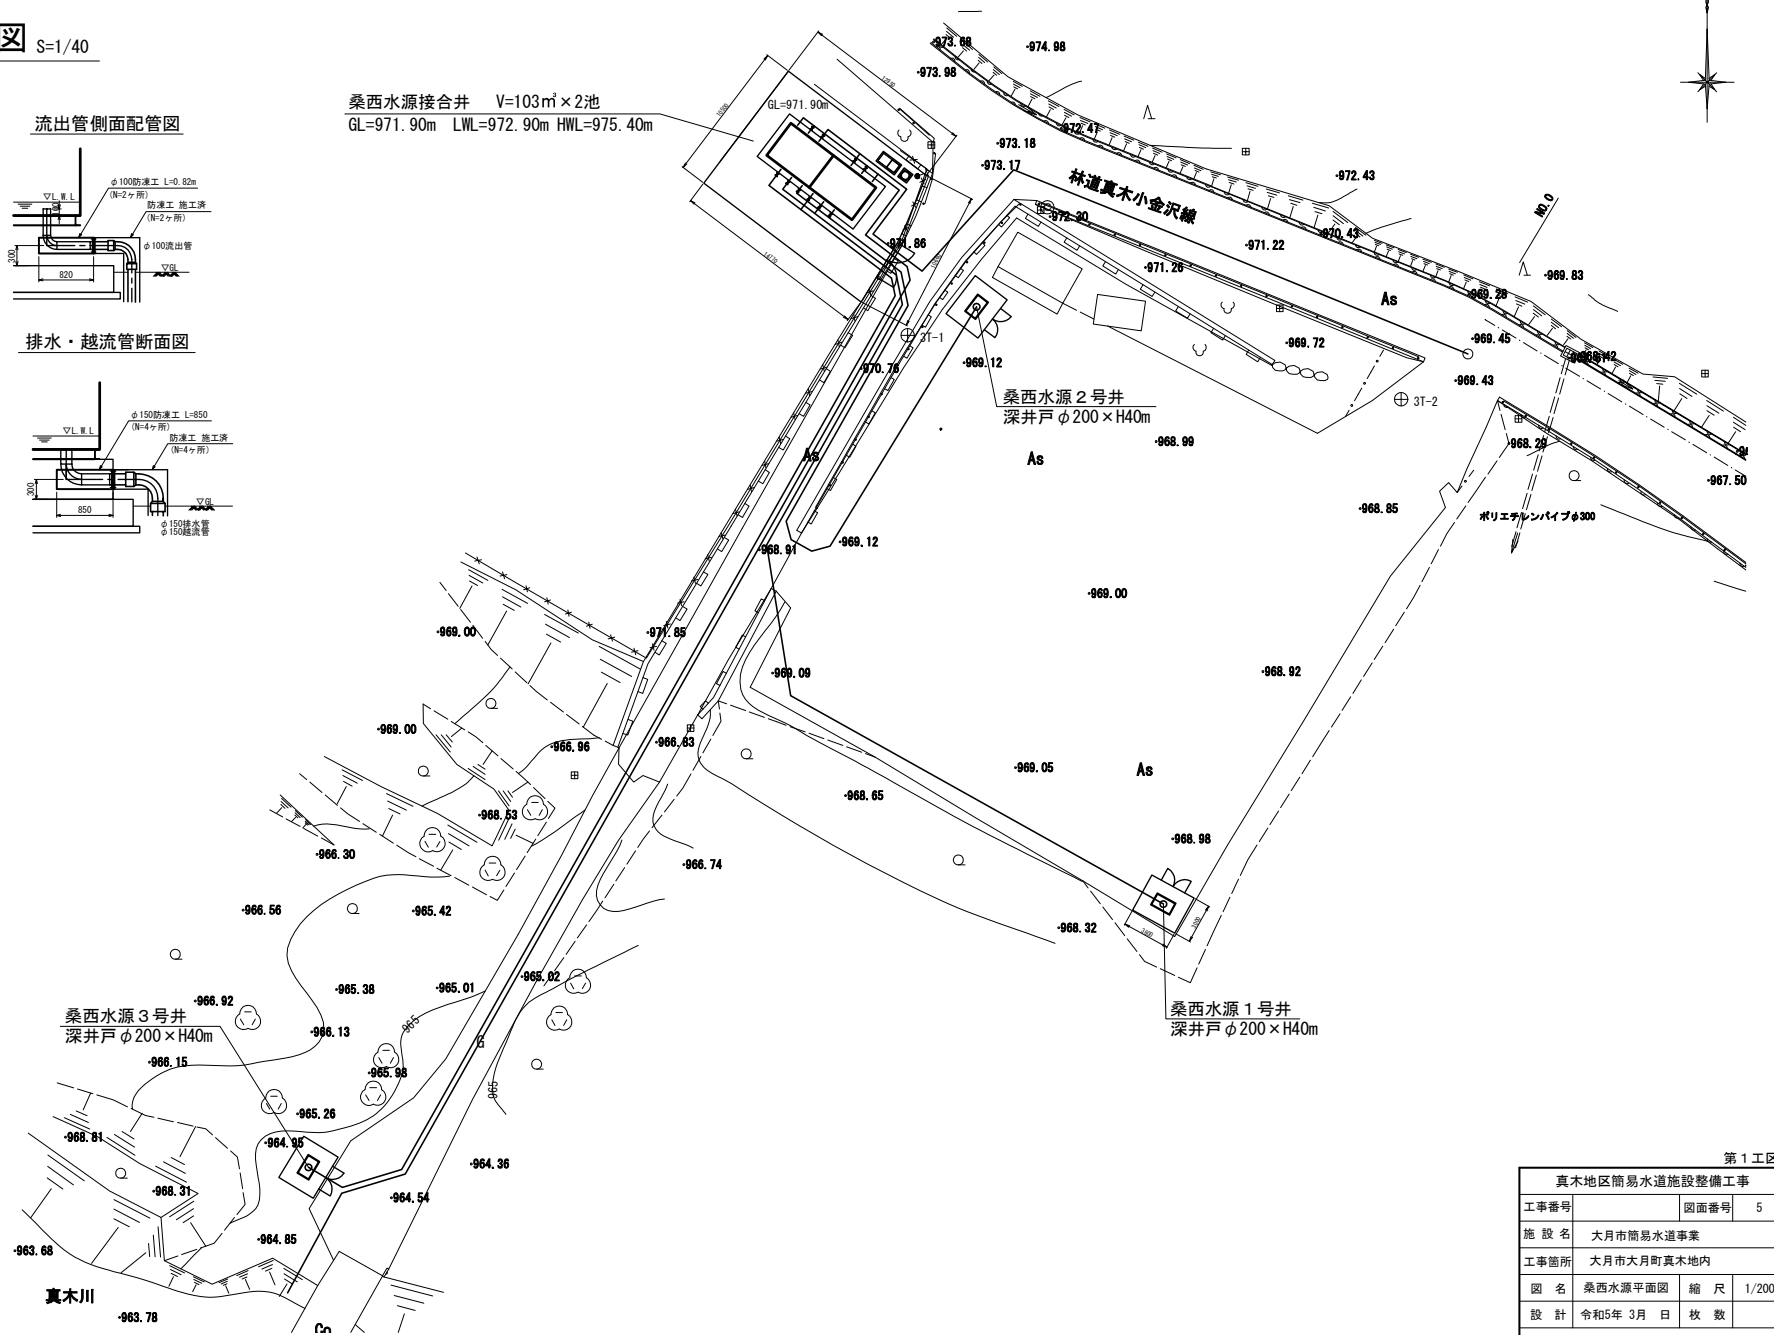 図 S=1/40
流出管側面配管図
▽L.W.L
φ100防凍工 L=0.82m
(N=2ヶ所)
防凍工 施工済
(N=2ヶ所)
φ100流出管
▽GL
300
820
排水・越流管断面図
▽L.W.L
φ150防凍工 L=850
(N=4ヶ所)
防凍工 施工済
(N=4ヶ所)
▽GL
300
850
φ150排水管
φ150越流管
桑西水源接合井 V=103㎥×2池
GL=971.90m LWL=972.90m HWL=975.40m
GL=971.90m
973.68
974.98
973.98
972.47
973.18
973.17
972.43
林道真木小金沢線
972.30
970.43
971.22
971.26
971.86
NO.0
969.83
969.28
As
969.45
969.72
969.43
3T-1
3T-2
970.76
969.12
桑西水源2号井
深井戸φ200×H40m
968.99
As
As
968.29
967.50
968.85
ポリエチレンパイプφ300
968.91
969.12
969.00
969.00
971.85
969.09
968.92
969.00
966.96
966.83
969.05
As
968.65
968.53
968.98
966.30
966.74
966.56
965.42
968.32
965.38
965.01
965.02
966.92
桑西水源3号井
深井戸φ200×H40m
966.13
965
G
桑西水源1号井
深井戸φ200×H40m
966.15
965.98
965
965.26
968.81
964.95
964.36
968.31
964.54
964.85
963.68
真木川
963.78
Co
第1工区
真木地区簡易水道施設整備工事
工事番号 図面番号 5
施設名 大月市簡易水道事業
工事箇所 大月市大月町真木地内
図名 桑西水源平面図 縮尺 1/200
設計 令和5年 3月 日 枚数